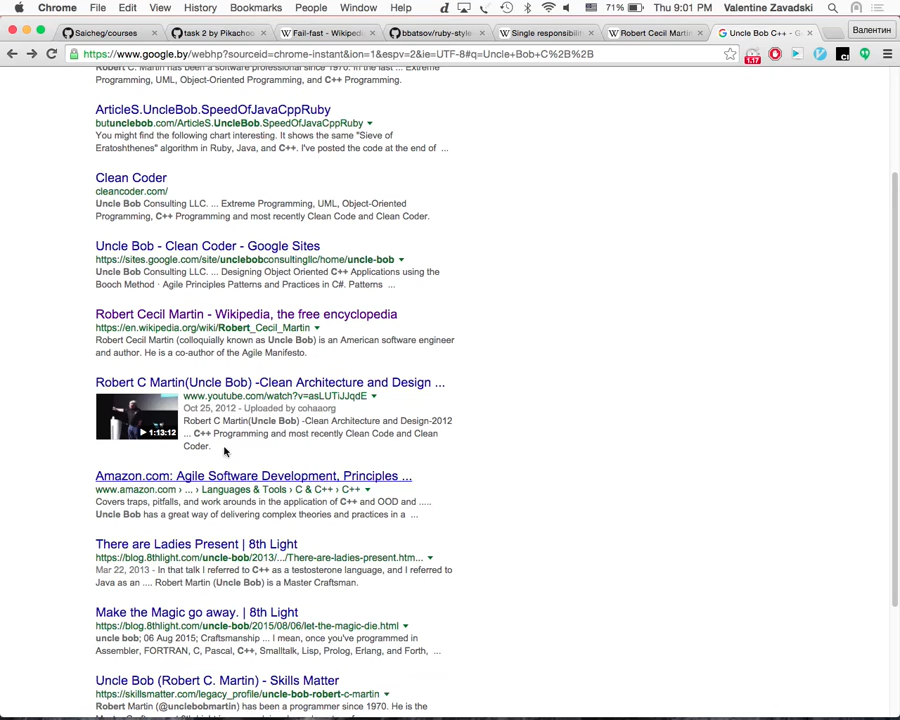 Chrome File Edit View History Bookmarks People Window Help 71% Thu 9:01 PM Valentine Zavadski
Saicheg/courses task 2 by Pikachoo Fail-fast - Wikiped bbatsov/ruby-style Single responsibil Robert Cecil Martin Uncle Bob C++ - G Валентин
https://www.google.by/webhp?sourceid=chrome-instant&ion=1&espv=2&ie=UTF-8#q=Uncle+Bob+C%2B%2B 1.17
Robert C. Martin has been a software professional since 1970. In the last ... Extreme
Programming, UML, Object-Oriented Programming, and C++ Programming.
ArticleS.UncleBob.SpeedOfJavaCppRuby
butunclebob.com/ArticleS.UncleBob.SpeedOfJavaCppRuby
You might find the following chart interesting. It shows the same "Sieve of
Eratoshthenes" algorithm in Ruby, Java, and C++. I've posted the code at the end of ...
Clean Coder
cleancoder.com/
Uncle Bob Consulting LLC. ... Extreme Programming, UML, Object-Oriented
Programming, C++ Programming and most recently Clean Code and Clean Coder.
Uncle Bob - Clean Coder - Google Sites
https://sites.google.com/site/unclebobconsultingllc/home/uncle-bob
Uncle Bob Consulting LLC. ... Designing Object Oriented C++ Applications using the
Booch Method · Agile Principles Patterns and Practices in C#. Patterns ...
Robert Cecil Martin - Wikipedia, the free encyclopedia
https://en.wikipedia.org/wiki/Robert_Cecil_Martin
Robert Cecil Martin (colloquially known as Uncle Bob) is an American software engineer
and author. He is a co-author of the Agile Manifesto.
Robert C Martin(Uncle Bob) -Clean Architecture and Design ...
www.youtube.com/watch?v=asLUTiJJqdE
Oct 25, 2012 - Uploaded by cohaaorg
Robert C Martin(Uncle Bob) -Clean Architecture and Design-2012
... C++ Programming and most recently Clean Code and Clean
Coder.
1:13:12
Amazon.com: Agile Software Development, Principles ...
www.amazon.com › ... › Languages & Tools › C & C++ › C++
Covers traps, pitfalls, and work arounds in the application of C++ and OOD and .....
Uncle Bob has a great way of delivering complex theories and practices in a ...
There are Ladies Present | 8th Light
https://blog.8thlight.com/uncle-bob/2013/.../There-are-ladies-present.htm...
Mar 22, 2013 - In that talk I referred to C++ as a testosterone language, and I referred to
Java as an .... Robert Martin (Uncle Bob) is a Master Craftsman.
Make the Magic go away. | 8th Light
https://blog.8thlight.com/uncle-bob/2015/08/06/let-the-magic-die.html
uncle bob; 06 Aug 2015; Craftsmanship ... I mean, once you've programmed in
Assembler, FORTRAN, C, Pascal, C++, Smalltalk, Lisp, Prolog, Erlang, and Forth, ...
Uncle Bob (Robert C. Martin) - Skills Matter
https://skillsmatter.com/legacy_profile/uncle-bob-robert-c-martin
Robert Martin (@unclebobmartin) has been a programmer since 1970. He is the